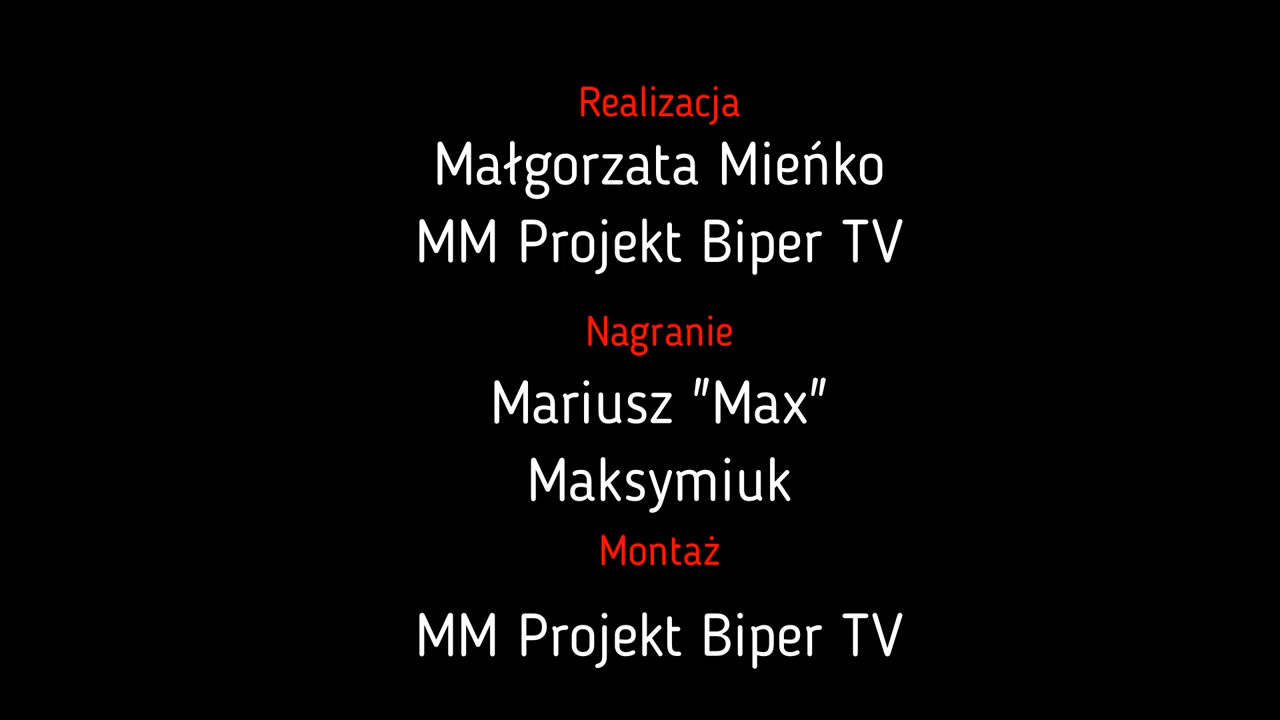 Realizacja
Małgorzata Mieńko
MM Projekt Biper TV
Nagranie
Mariusz "Max"
Maksymiuk
Montaż
MM Projekt Biper TV